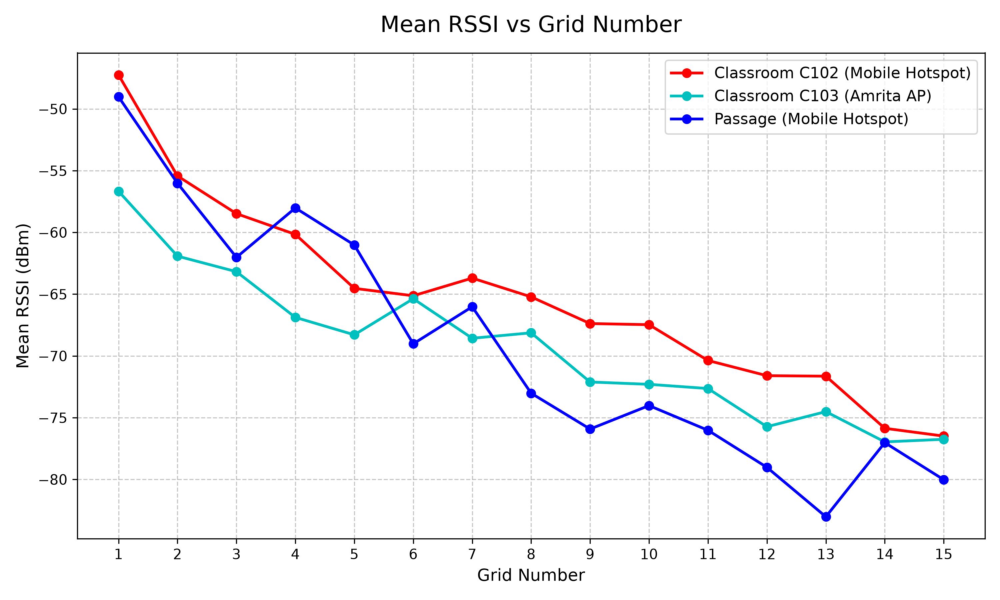 Mean RSSI vs Grid Number
Classroom C102 (Mobile Hotspot)
Classroom C103 (Amrita AP)
Passage (Mobile Hotspot)
Mean RSSI (dBm)
−50
−55
−60
−65
−70
−75
−80
1 2 3 4 5 6 7 8 9 10 11 12 13 14 15
Grid Number